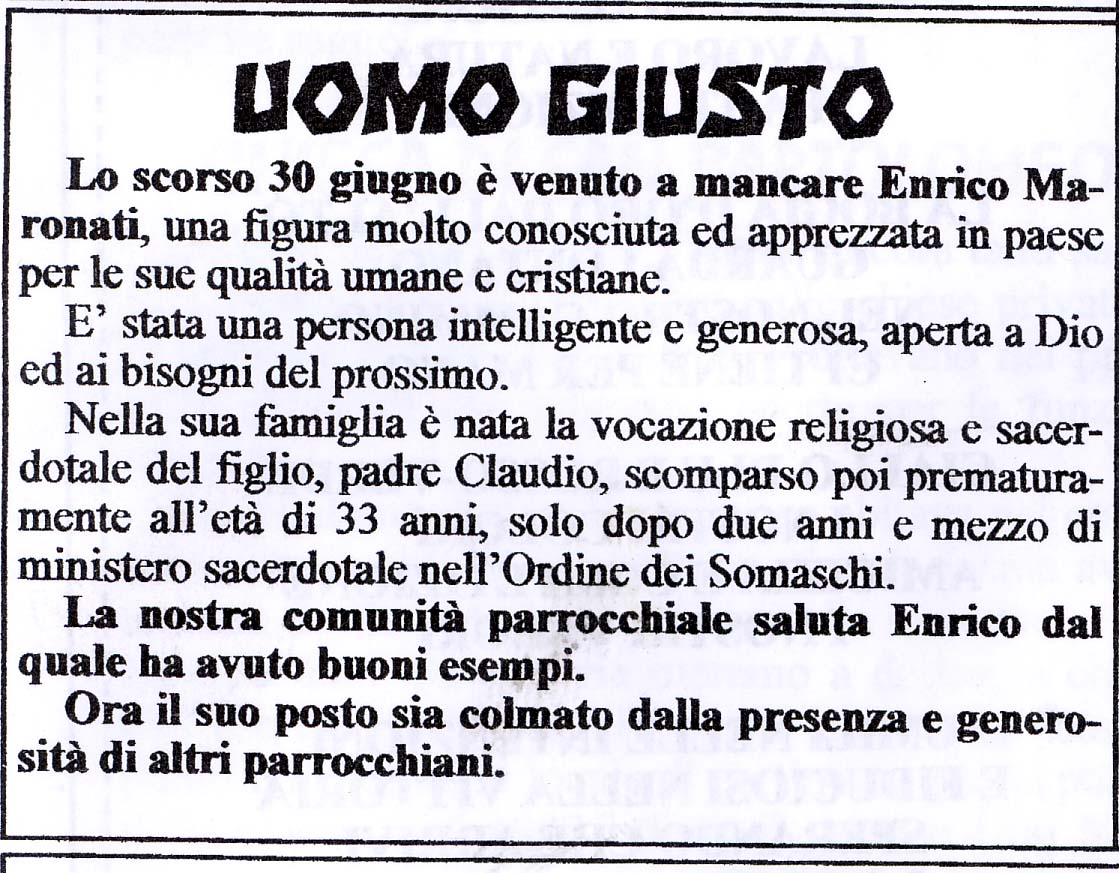 UOMO GIUSTO
Lo scorso 30 giugno è venuto a mancare Enrico Ma-
ronati, una figura molto conosciuta ed apprezzata in paese
per le sue qualità umane e cristiane.
E’ stata una persona intelligente e generosa, aperta a Dio
ed ai bisogni del prossimo.
Nella sua famiglia è nata la vocazione religiosa e sacer-
dotale del figlio, padre Claudio, scomparso poi prematura-
mente all’età di 33 anni, solo dopo due anni e mezzo di
ministero sacerdotale nell’Ordine dei Somaschi.
La nostra comunità parrocchiale saluta Enrico dal
quale ha avuto buoni esempi.
Ora il suo posto sia colmato dalla presenza e genero-
sità di altri parrocchiani.